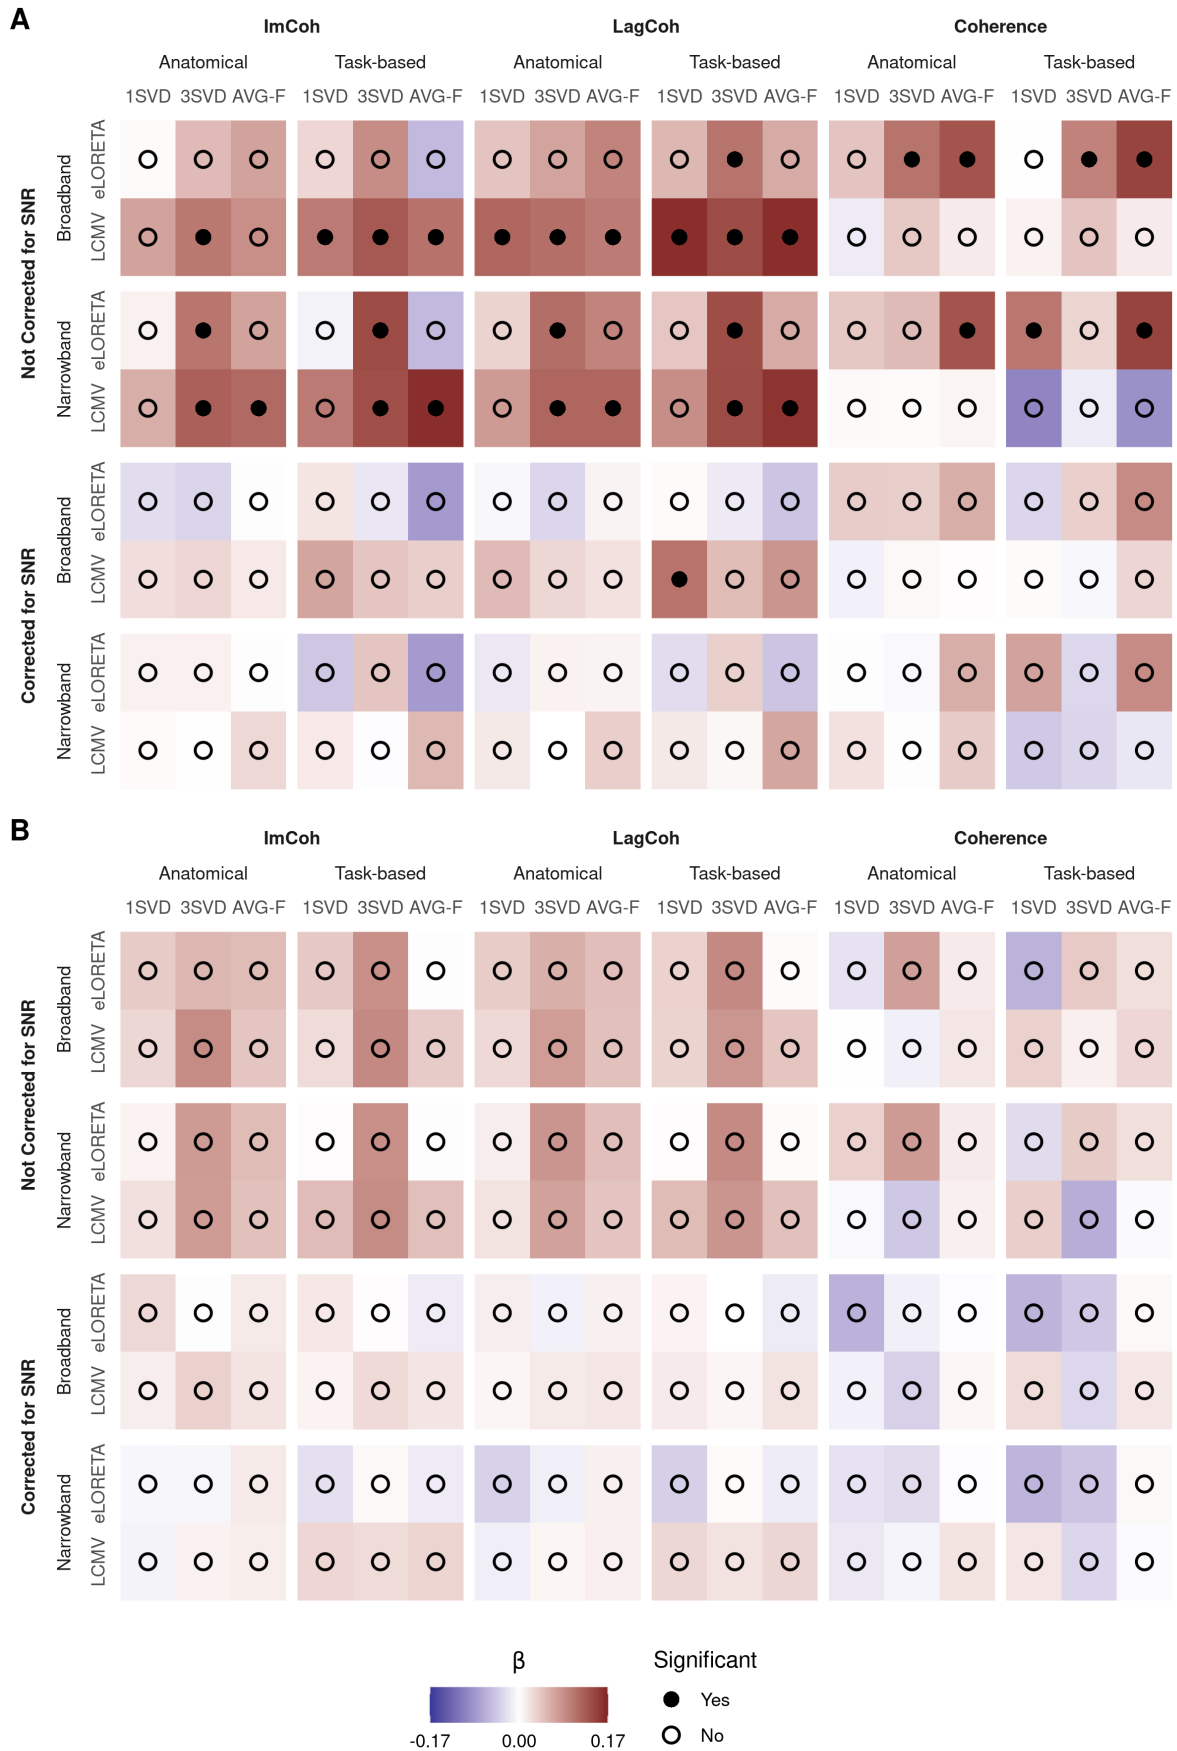 A
ImCoh LagCoh Coherence
Anatomical Task-based Anatomical Task-based Anatomical Task-based
1SVD 3SVD AVG-F 1SVD 3SVD AVG-F 1SVD 3SVD AVG-F 1SVD 3SVD AVG-F 1SVD 3SVD AVG-F 1SVD 3SVD AVG-F
Not Corrected for SNR
Broadband
eLORETA
LCMV
Narrowband
eLORETA
LCMV
Corrected for SNR
Broadband
eLORETA
LCMV
Narrowband
eLORETA
LCMV
B
ImCoh LagCoh Coherence
Anatomical Task-based Anatomical Task-based Anatomical Task-based
1SVD 3SVD AVG-F 1SVD 3SVD AVG-F 1SVD 3SVD AVG-F 1SVD 3SVD AVG-F 1SVD 3SVD AVG-F 1SVD 3SVD AVG-F
Not Corrected for SNR
Broadband
eLORETA
LCMV
Narrowband
eLORETA
LCMV
Corrected for SNR
Broadband
eLORETA
LCMV
Narrowband
eLORETA
LCMV
β
-0.17 0.00 0.17
Significant
Yes
No